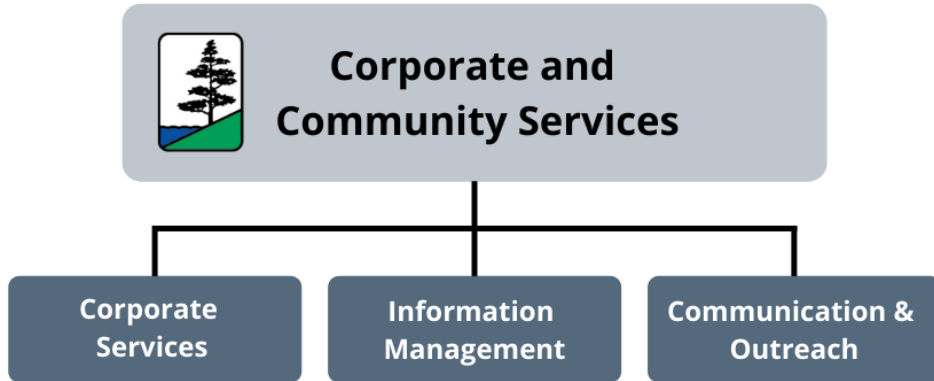 Corporate and
Community Services
Corporate
Services
Information
Management
Communication &
Outreach